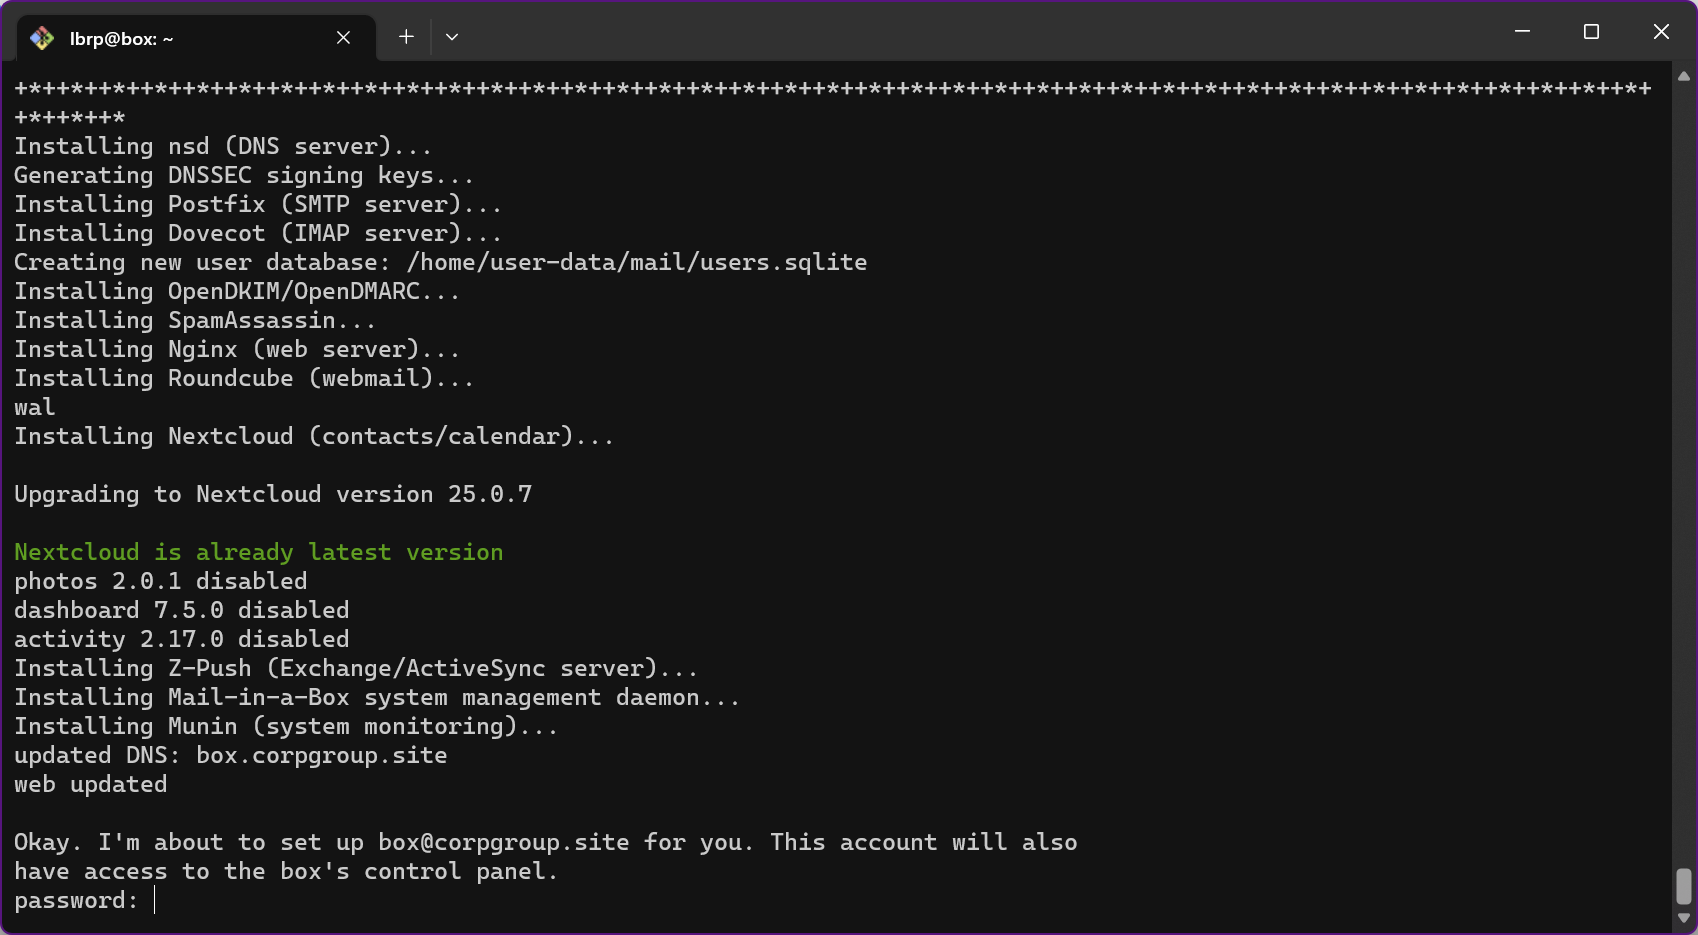 lbrp@box: ~
Installing nsd (DNS server)...
Generating DNSSEC signing keys...
Installing Postfix (SMTP server)...
Installing Dovecot (IMAP server)...
Creating new user database: /home/user-data/mail/users.sqlite
Installing OpenDKIM/OpenDMARC...
Installing SpamAssassin...
Installing Nginx (web server)...
Installing Roundcube (webmail)...
wal
Installing Nextcloud (contacts/calendar)...
Upgrading to Nextcloud version 25.0.7
Nextcloud is already latest version
photos 2.0.1 disabled
dashboard 7.5.0 disabled
activity 2.17.0 disabled
Installing Z-Push (Exchange/ActiveSync server)...
Installing Mail-in-a-Box system management daemon...
Installing Munin (system monitoring)...
updated DNS: box.corpgroup.site
web updated
Okay. I'm about to set up box@corpgroup.site for you. This account will also
have access to the box's control panel.
password: